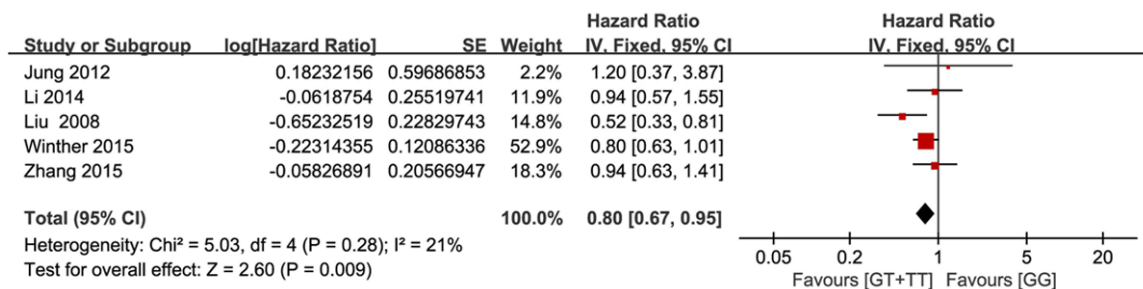 Hazard Ratio Hazard Ratio
Study or Subgroup log[Hazard Ratio] SE Weight IV, Fixed, 95% CI IV, Fixed, 95% CI
Jung 2012 0.18232156 0.59686853 2.2% 1.20 [0.37, 3.87]
Li 2014 -0.0618754 0.25519741 11.9% 0.94 [0.57, 1.55]
Liu 2008 -0.65232519 0.22829743 14.8% 0.52 [0.33, 0.81]
Winther 2015 -0.22314355 0.12086336 52.9% 0.80 [0.63, 1.01]
Zhang 2015 -0.05826891 0.20566947 18.3% 0.94 [0.63, 1.41]
Total (95% CI) 100.0% 0.80 [0.67, 0.95]
Heterogeneity: Chi² = 5.03, df = 4 (P = 0.28); I² = 21%
Test for overall effect: Z = 2.60 (P = 0.009)
0.05 0.2 1 5 20
Favours [GT+TT] Favours [GG]